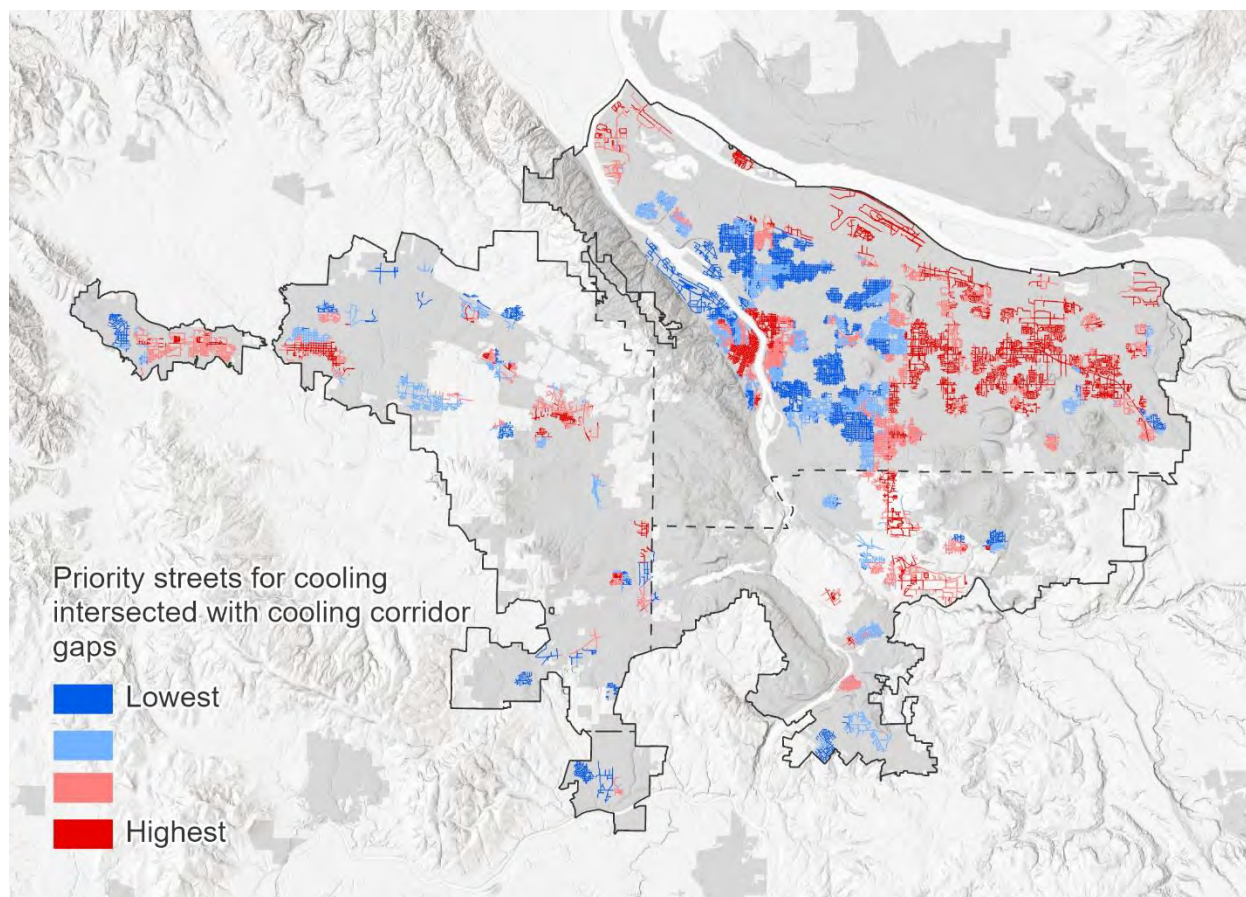 Priority streets for cooling
intersected with cooling corridor
gaps
Lowest
Highest